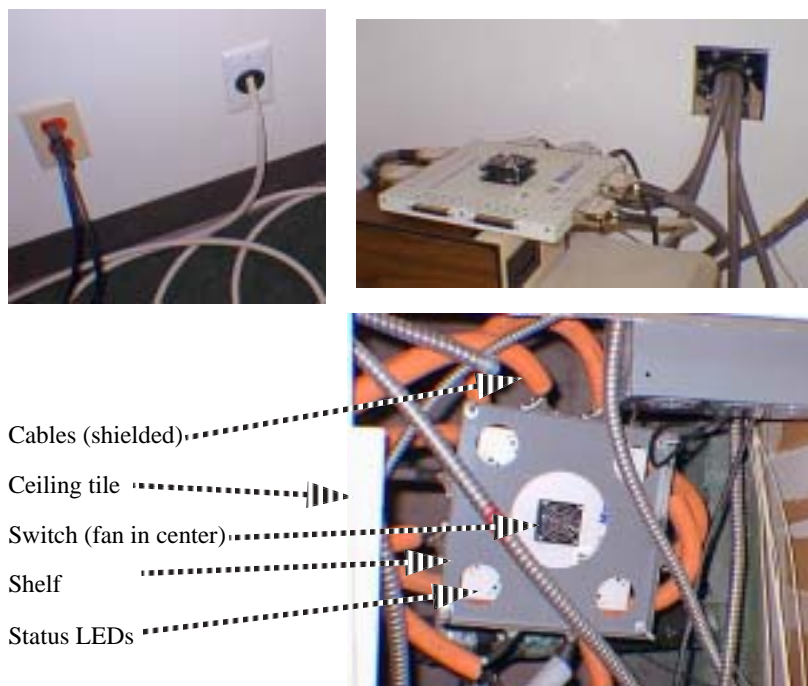 Cables (shielded)
Ceiling tile
Switch (fan in center)
Shelf
Status LEDs